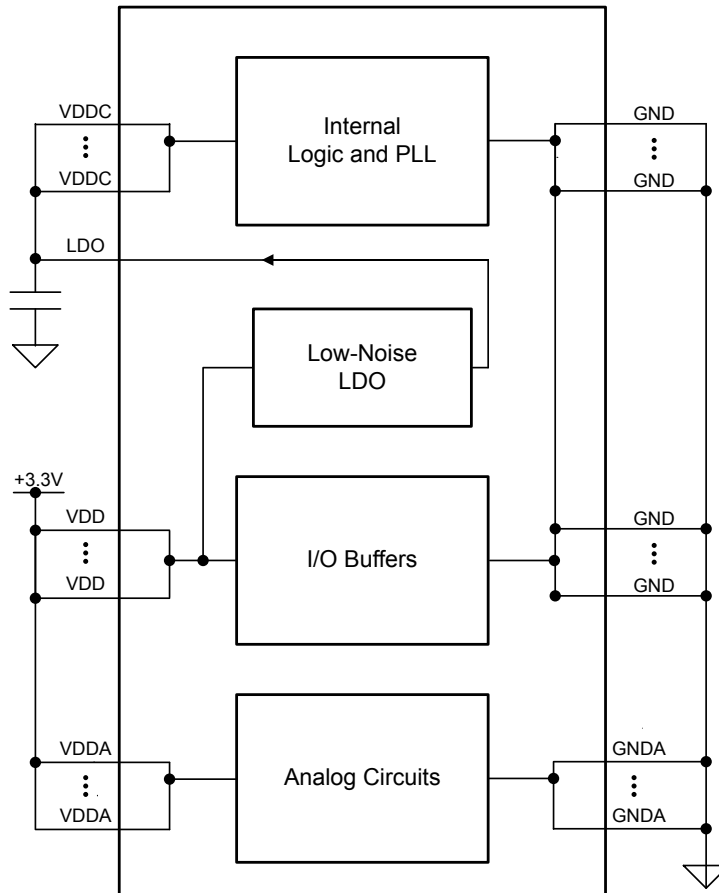 VDDC
VDDC
Internal
Logic and PLL
GND
GND
LDO
Low-Noise
LDO
+3.3V
VDD
VDD
I/O Buffers
GND
GND
VDDA
VDDA
Analog Circuits
GNDA
GNDA